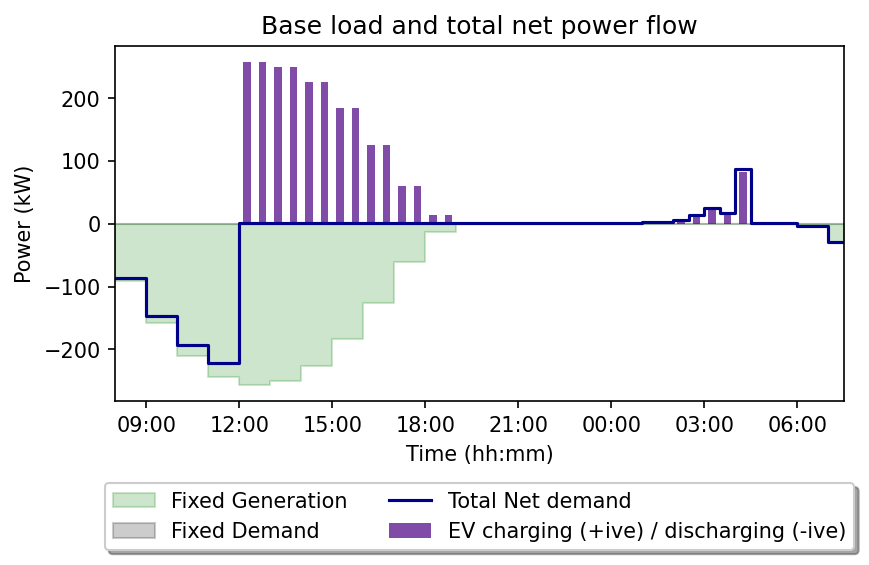 Base load and total net power flow
Power (kW)
200
100
0
−100
−200
09:00 12:00 15:00 18:00 21:00 00:00 03:00 06:00
Time (hh:mm)
Fixed Generation
Fixed Demand
Total Net demand
EV charging (+ive) / discharging (-ive)